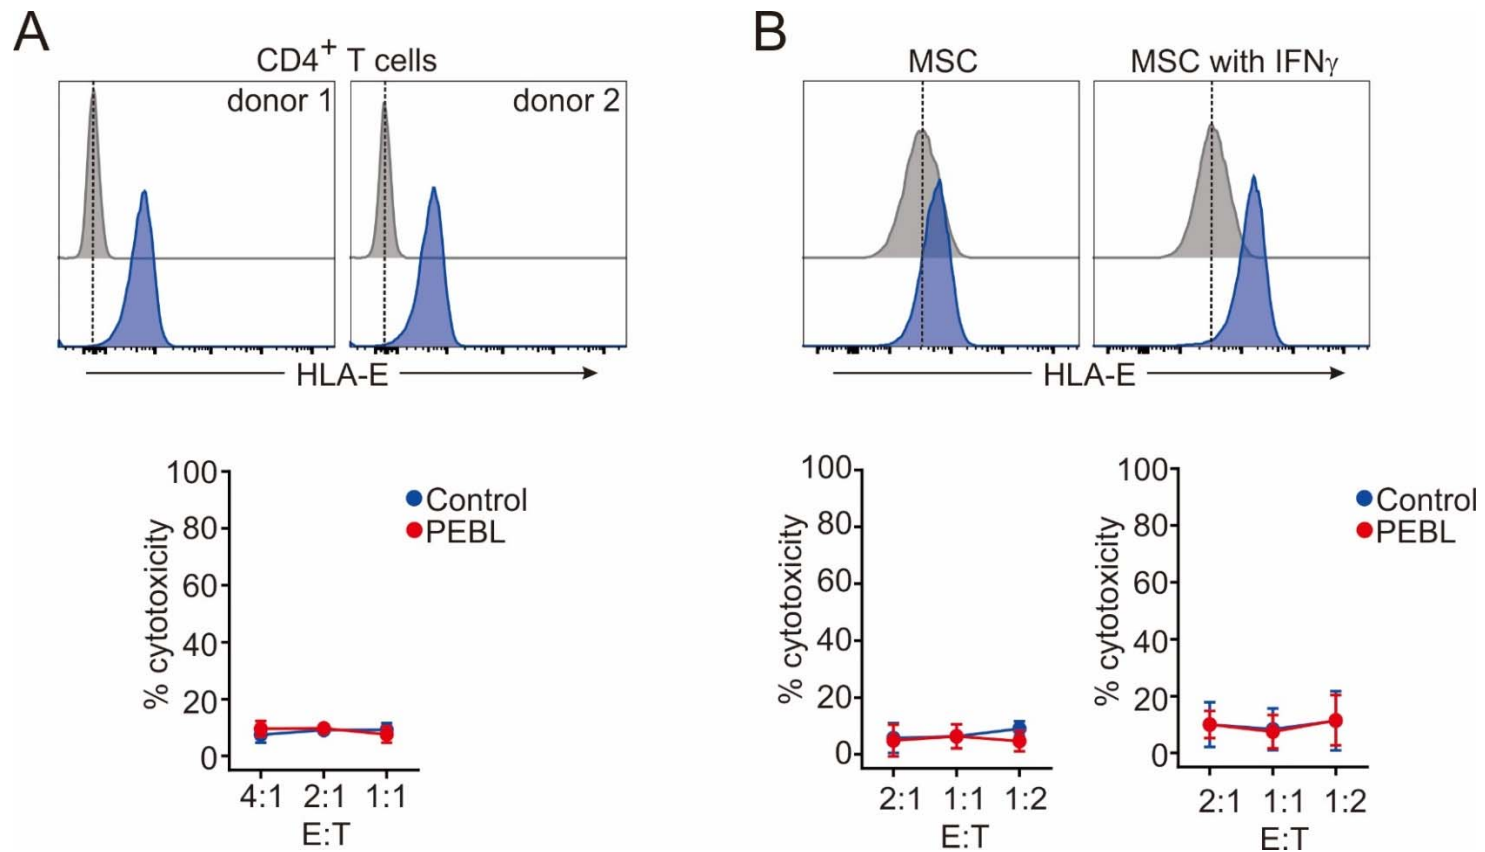 A
CD4+ T cells
donor 1
donor 2
HLA-E
100
80
60
40
20
0
% cytotoxicity
Control
PEBL
4:1 2:1 1:1
E:T
B
MSC
MSC with IFNγ
HLA-E
100
80
60
40
20
0
% cytotoxicity
2:1 1:1 1:2
E:T
100
80
60
40
20
0
% cytotoxicity
Control
PEBL
2:1 1:1 1:2
E:T